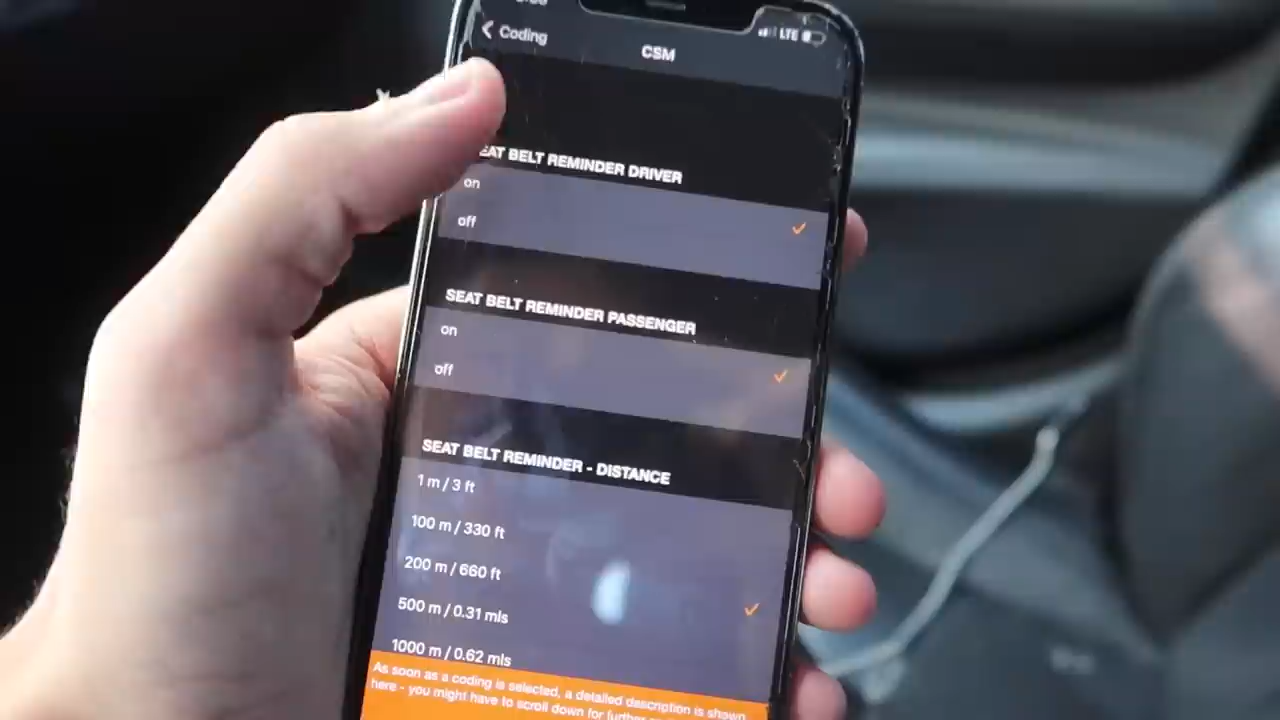 Coding
LTE
CSM
EAT BELT REMINDER DRIVER
on
off
SEAT BELT REMINDER PASSENGER
on
off
SEAT BELT REMINDER - DISTANCE
1 m / 3 ft
100 m / 330 ft
200 m / 660 ft
500 m / 0.31 mls
1000 m / 0.62 mls
As soon as a coding is selected, a detailed dascription is shown
here - you might have to scroll down for further